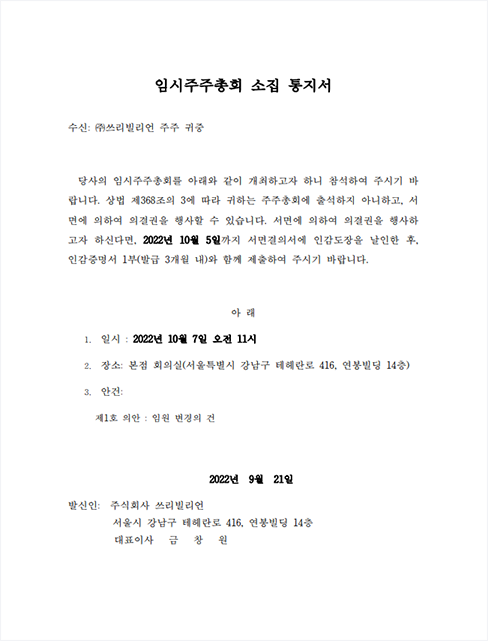 임시주주총회 소집 통지서
수신: ㈜쓰리빌리언 주주 귀중
당사의 임시주주총회를 아래와 같이 개최하고자 하니 참석하여 주시기 바
랍니다. 상법 제368조의 3에 따라 귀하는 주주총회에 출석하지 아니하고, 서
면에 의하여 의결권을 행사할 수 있습니다. 서면에 의하여 의결권을 행사하
고자 하신다면, 2022년 10월 5일까지 서면결의서에 인감도장을 날인한 후,
인감증명서 1부(발급 3개월 내)와 함께 제출하여 주시기 바랍니다.
아 래
1. 일시 : 2022년 10월 7일 오전 11시
2. 장소: 본점 회의실(서울특별시 강남구 테헤란로 416, 연봉빌딩 14층)
3. 안건:
제1호 의안 : 임원 변경의 건
2022년 9월 21일
발신인: 주식회사 쓰리빌리언
서울시 강남구 테헤란로 416, 연봉빌딩 14층
대표이사 금 창 원